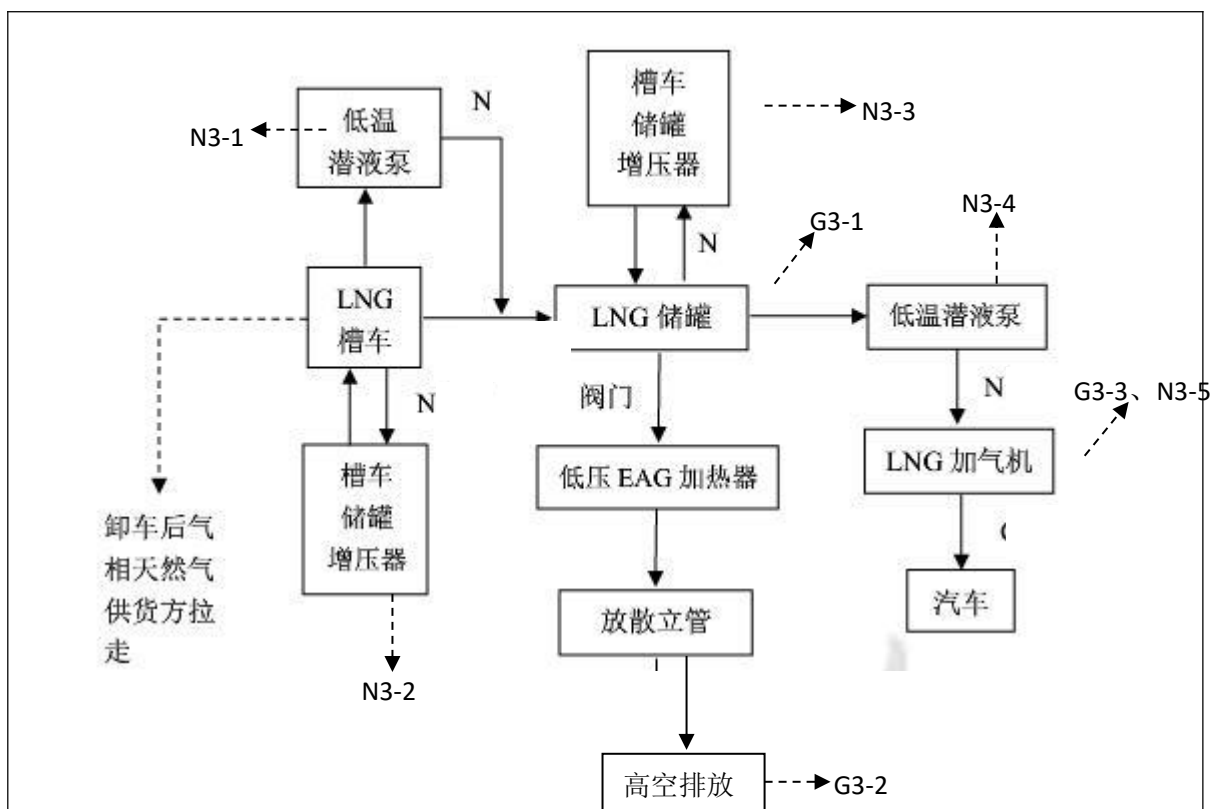 槽车
储罐
增压器
N
N3-1
低温
潜液泵
N3-3
N3-4
G3-1
N
LNG
槽车
LNG 储罐
低温潜液泵
阀门
N
N
G3-3、N3-5
槽车
储罐
增压器
低压 EAG 加热器
LNG 加气机
卸车后气
相天然气
供货方拉
走
放散立管
汽车
N3-2
高空排放
G3-2